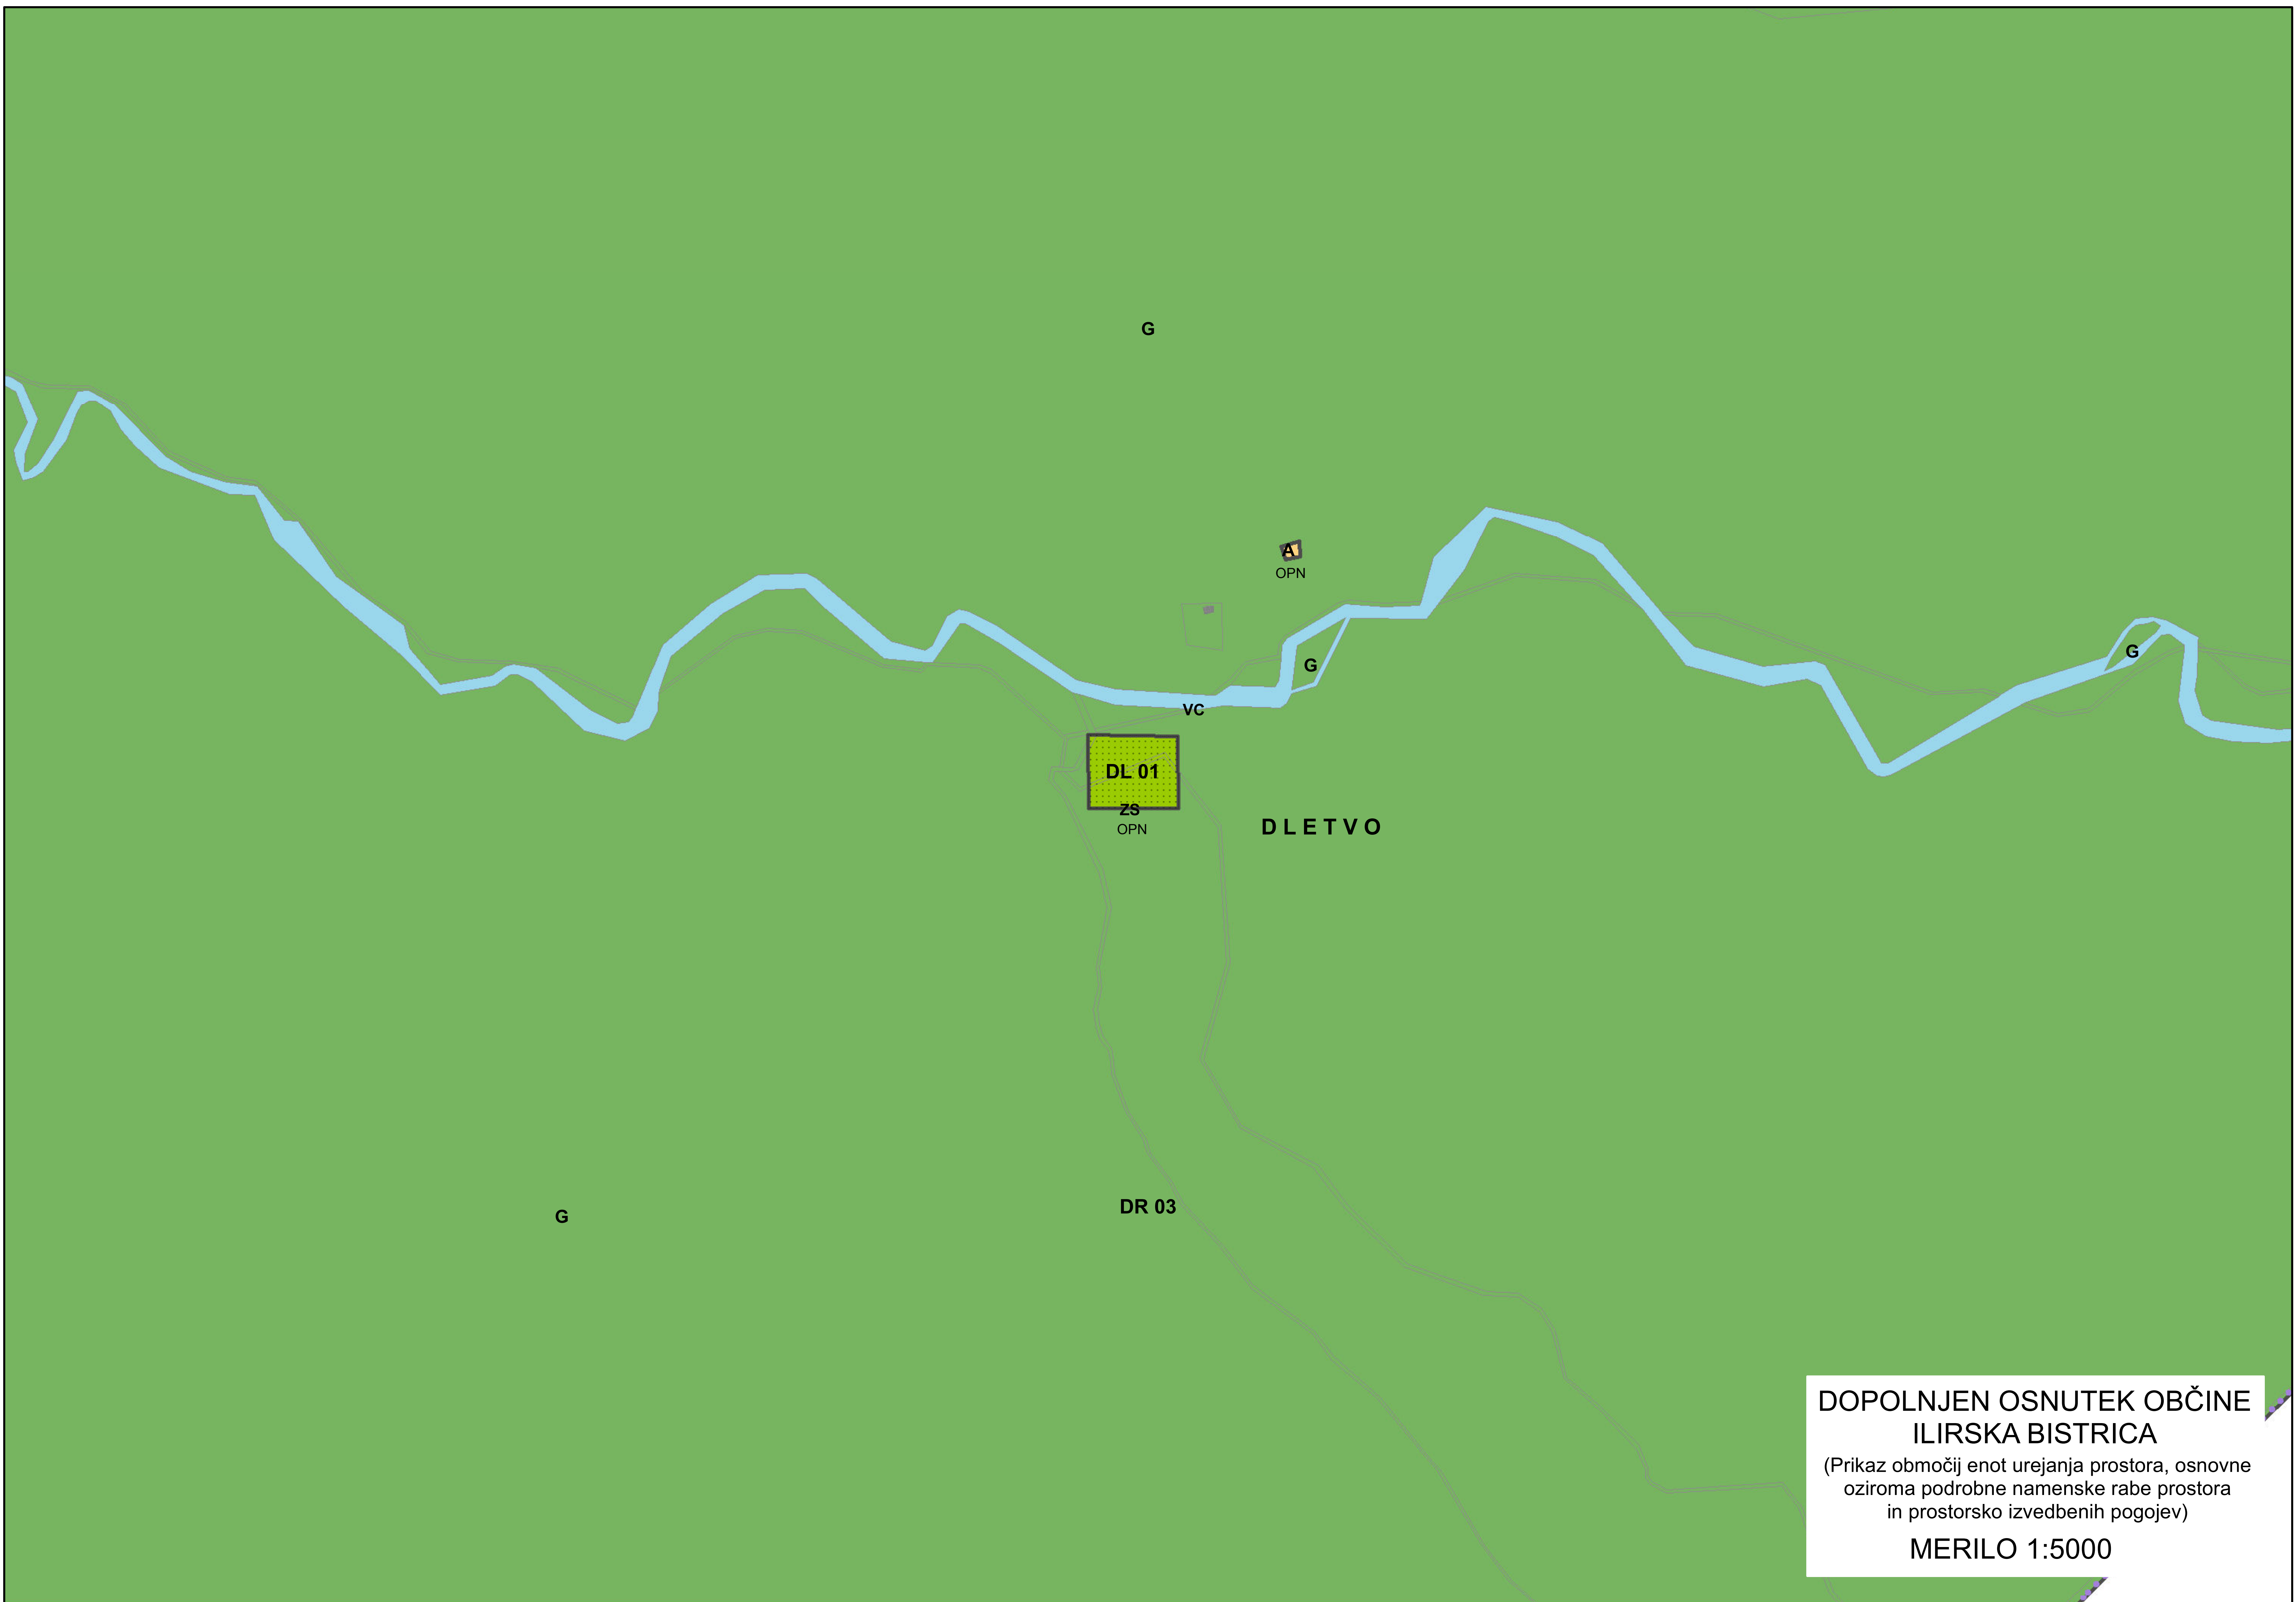 G
A
OPN
G
G
VC
DL 01
ZS
OPN
DLETVO
DR 03
G
DOPOLNJEN OSNUTEK OBČINE
ILIRSKA BISTRICA
(Prikaz območij enot urejanja prostora, osnovne
oziroma podrobne namenske rabe prostora
in prostorsko izvedbenih pogojev)
MERILO 1:5000